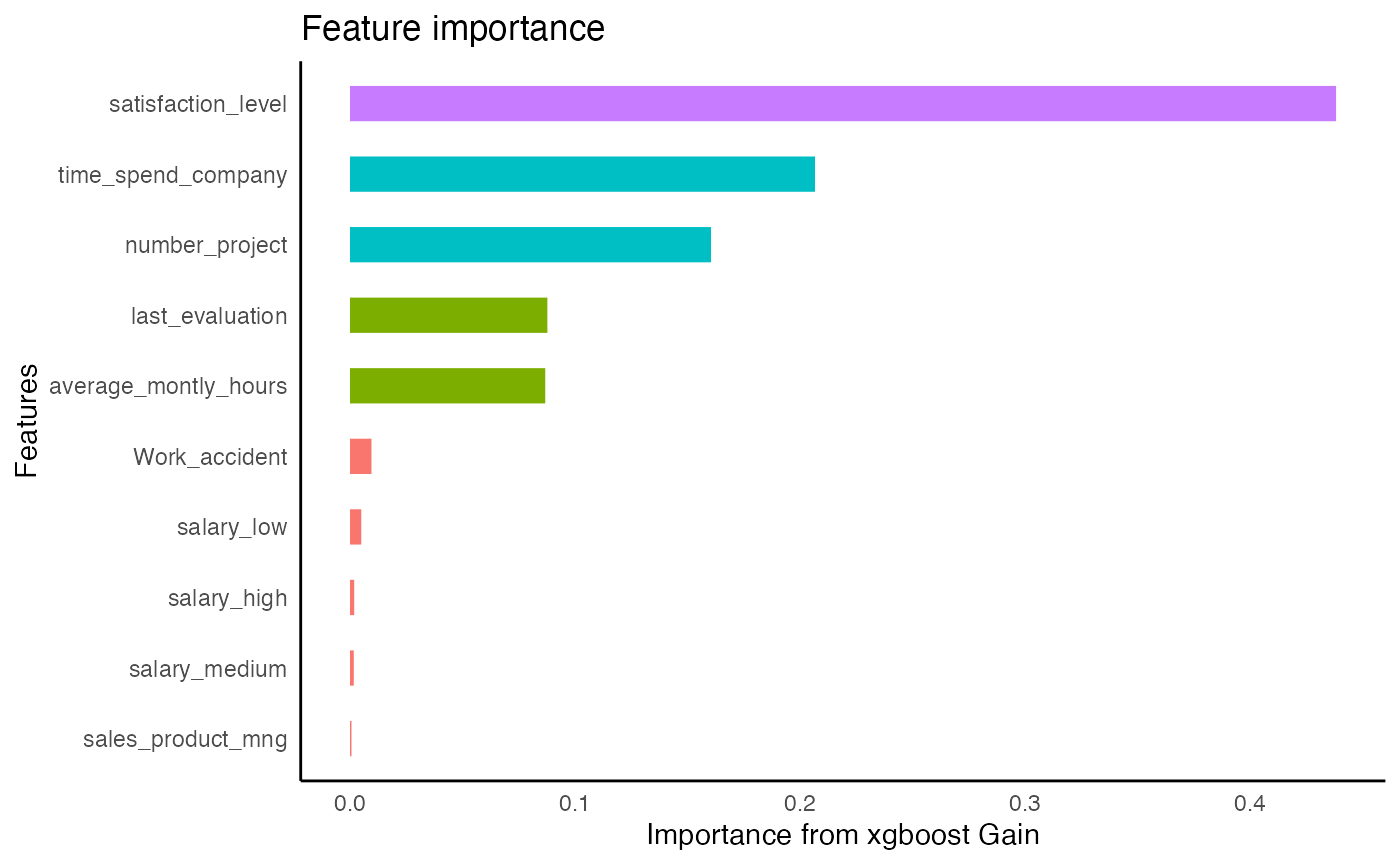 Feature importance
satisfaction_level
time_spend_company
number_project
last_evaluation
average_montly_hours
Work_accident
salary_low
salary_high
salary_medium
sales_product_mng
Features
0.0 0.1 0.2 0.3 0.4
Importance from xgboost Gain